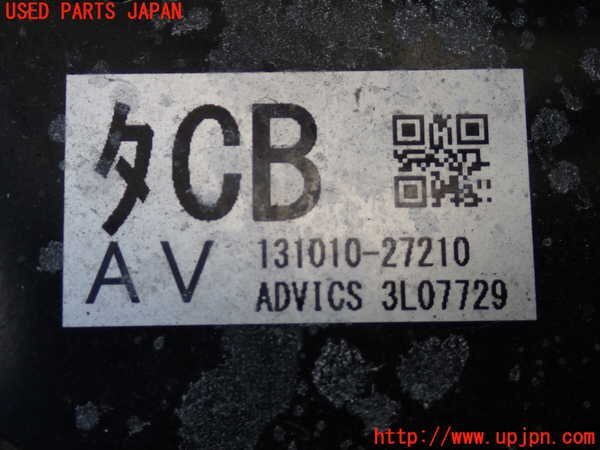 USED PARTS JAPAN
タCB
AV
131010-27210
ADVICS 3L07729
http://www.upjpn.com/